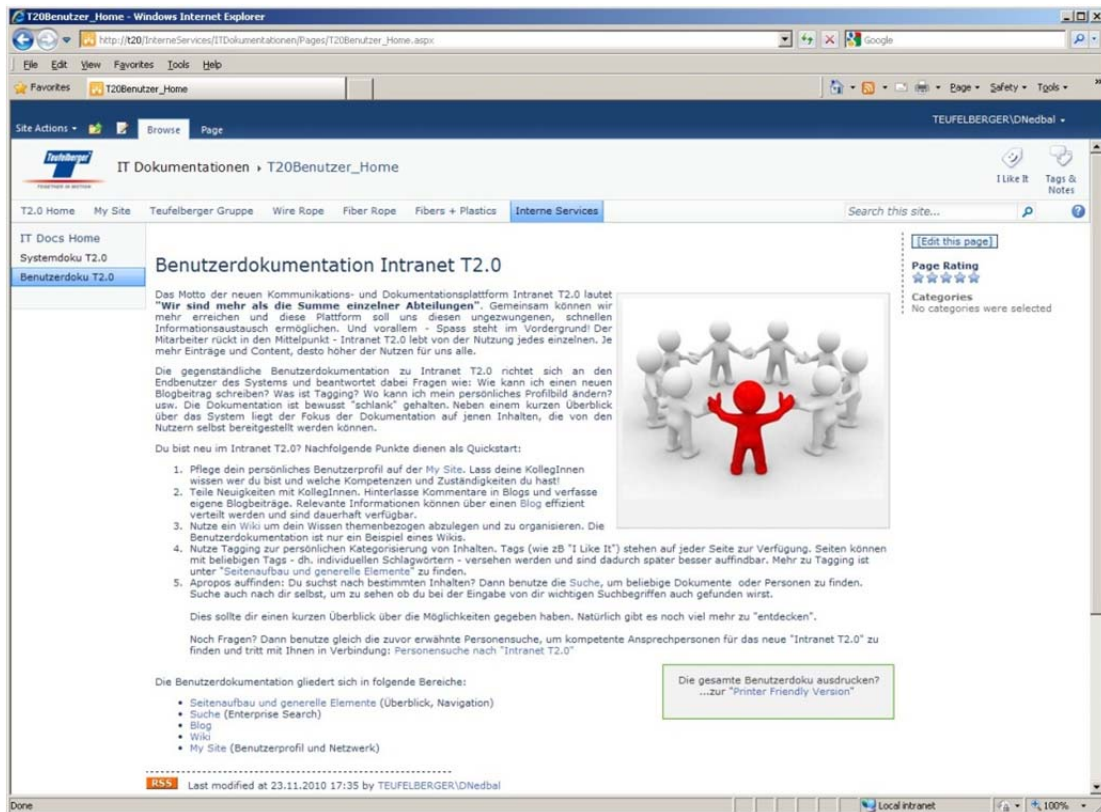 T20Benutzer_Home - Windows Internet Explorer
http://t20/InterneServices/ITDokumentationen/Pages/T20Benutzer_Home.aspx
Google
File Edit View Favorites Tools Help
Favorites T20Benutzer_Home
Page Safety Tools »
TEUFELBERGER\DNedbal
Site Actions Browse Page
Teufelberger
TOGETHER IN MOTION
IT Dokumentationen › T20Benutzer_Home
I Like It
Tags & Notes
T2.0 Home My Site Teufelberger Gruppe Wire Rope Fiber Rope Fibers + Plastics Interne Services
Search this site...
IT Docs Home
Systemdoku T2.0
Benutzerdoku T2.0
Benutzerdokumentation Intranet T2.0
Das Motto der neuen Kommunikations- und Dokumentationsplattform Intranet T2.0 lautet
"Wir sind mehr als die Summe einzelner Abteilungen". Gemeinsam können wir
mehr erreichen und diese Plattform soll uns diesen ungezwungenen, schnellen
Informationsaustausch ermöglichen. Und vorallem - Spass steht im Vordergrund! Der
Mitarbeiter rückt in den Mittelpunkt - Intranet T2.0 lebt von der Nutzung jedes einzelnen. Je
mehr Einträge und Content, desto höher der Nutzen für uns alle.
Die gegenständliche Benutzerdokumentation zu Intranet T2.0 richtet sich an den
Endbenutzer des Systems und beantwortet dabei Fragen wie: Wie kann ich einen neuen
Blogbeitrag schreiben? Was ist Tagging? Wo kann ich mein persönliches Profilbild ändern?
usw. Die Dokumentation ist bewusst "schlank" gehalten. Neben einem kurzen Überblick
über das System liegt der Fokus der Dokumentation auf jenen Inhalten, die von den
Nutzern selbst bereitgestellt werden können.
Du bist neu im Intranet T2.0? Nachfolgende Punkte dienen als Quickstart:
1. Pflege dein persönliches Benutzerprofil auf der My Site. Lass deine KollegInnen
wissen wer du bist und welche Kompetenzen und Zuständigkeiten du hast!
2. Teile Neuigkeiten mit KollegInnen. Hinterlasse Kommentare in Blogs und verfasse
eigene Blogbeiträge. Relevante Informationen können über einen Blog effizient
verteilt werden und sind dauerhaft verfügbar.
3. Nutze ein Wiki um dein Wissen themenbezogen abzulegen und zu organisieren. Die
Benutzerdokumentation ist nur ein Beispiel eines Wikis.
4. Nutze Tagging zur persönlichen Kategorisierung von Inhalten. Tags (wie zB "I Like It") stehen auf jeder Seite zur Verfügung. Seiten können
mit beliebigen Tags - dh. individuellen Schlagwörtern - versehen werden und sind dadurch später besser auffindbar. Mehr zu Tagging ist
unter "Seitenaufbau und generelle Elemente" zu finden.
5. Apropos auffinden: Du suchst nach bestimmten Inhalten? Dann benutze die Suche, um beliebige Dokumente oder Personen zu finden.
Suche auch nach dir selbst, um zu sehen ob du bei der Eingabe von dir wichtigen Suchbegriffen auch gefunden wirst.
Dies sollte dir einen kurzen Überblick über die Möglichkeiten gegeben haben. Natürlich gibt es noch viel mehr zu "entdecken".
Noch Fragen? Dann benutze gleich die zuvor erwähnte Personensuche, um kompetente Ansprechpersonen für das neue "Intranet T2.0" zu
finden und tritt mit Ihnen in Verbindung: Personensuche nach "Intranet T2.0"
Die Benutzerdokumentation gliedert sich in folgende Bereiche:
• Seitenaufbau und generelle Elemente (Überblick, Navigation)
• Suche (Enterprise Search)
• Blog
• Wiki
• My Site (Benutzerprofil und Netzwerk)
Die gesamte Benutzerdoku ausdrucken?
...zur "Printer Friendly Version"
RSS Last modified at 23.11.2010 17:35 by TEUFELBERGER\DNedbal
[Edit this page]
Page Rating
Categories
No categories were selected
Done
Local intranet
100%